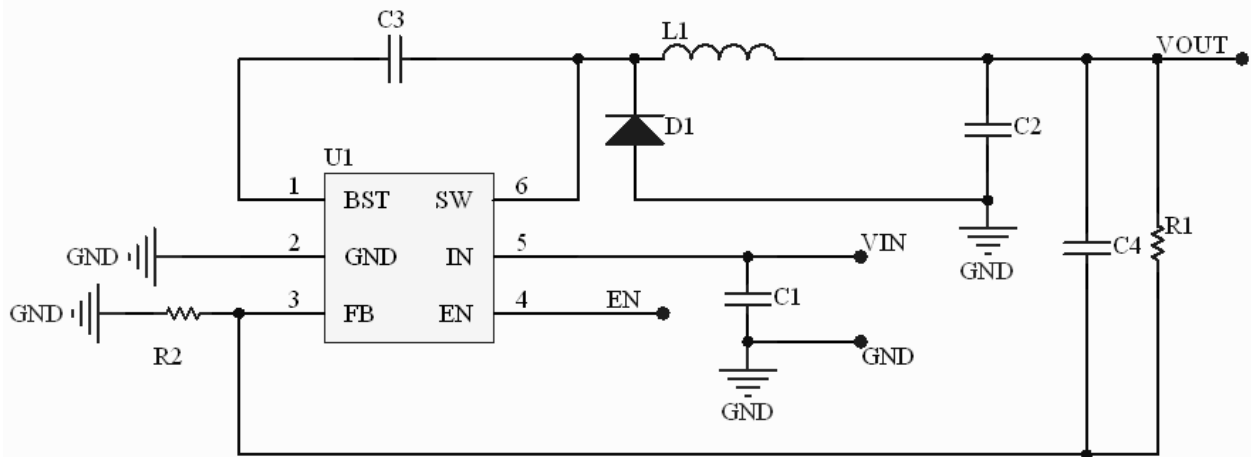 C3
L1
VOUT
D1
C2
U1
1 BST SW 6
R1
GND 2 GND IN 5 VIN
C4
GND
GND 3 FB EN 4 EN
C1
R2
GND
GND